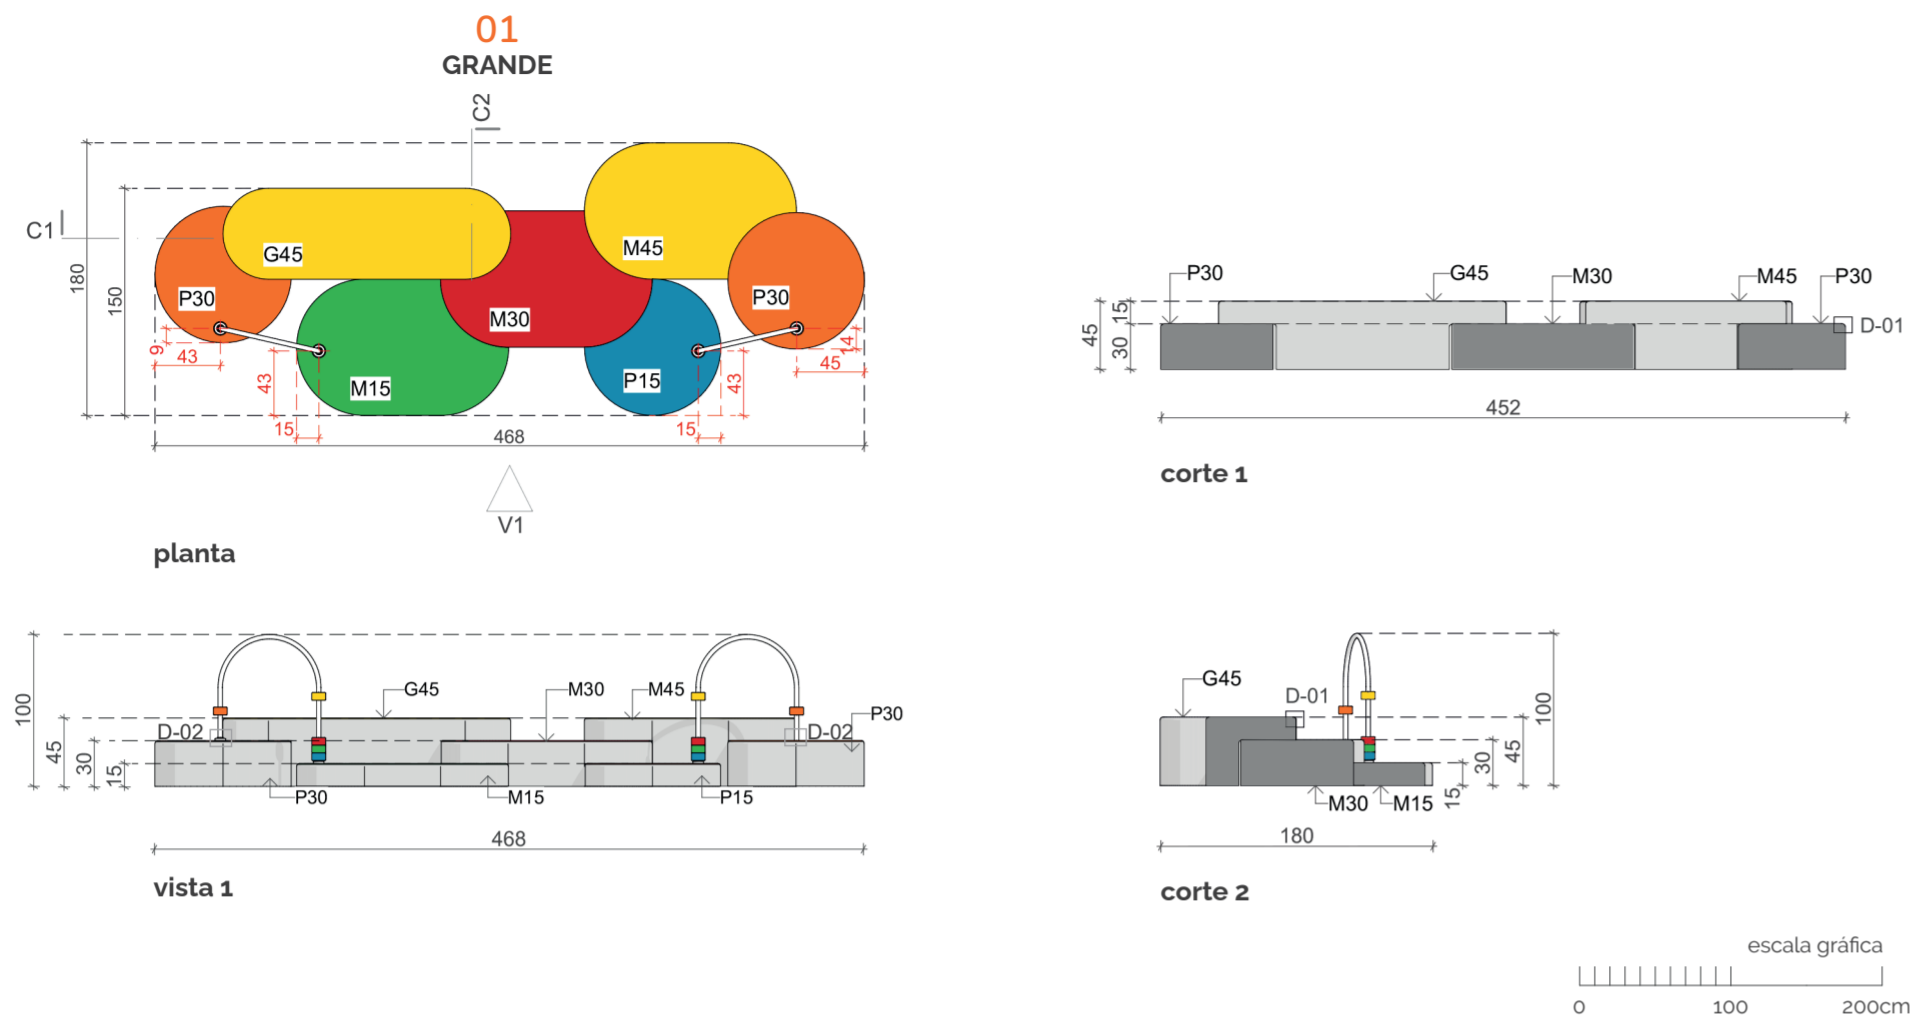 01
GRANDE
C2
C1
180
150
G45
M45
P30
P30
M30
M15
P15
9
43
43
15
14
45
43
15
468
V1
planta
P30
G45
M30
M45
P30
45
15
30
D-01
452
corte 1
100
45
30
15
D-02
G45
M30
M45
P30
D-02
P30
M15
P15
468
vista 1
G45
D-01
M30
M15
15
30
45
100
180
corte 2
escala gráfica
0 100 200cm